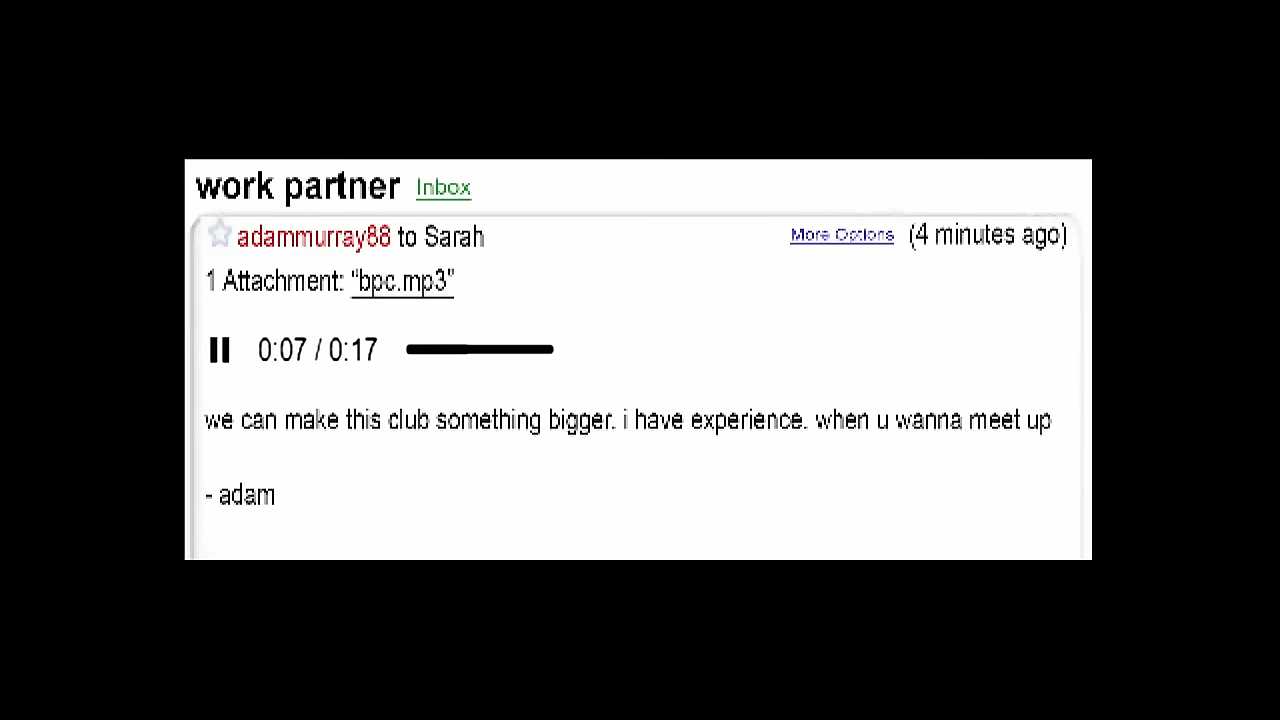 work partner Inbox
adammurray88 to Sarah More Options (4 minutes ago)
1 Attachment: "bpc.mp3"
0:07 / 0:17
we can make this club something bigger. i have experience. when u wanna meet up
- adam